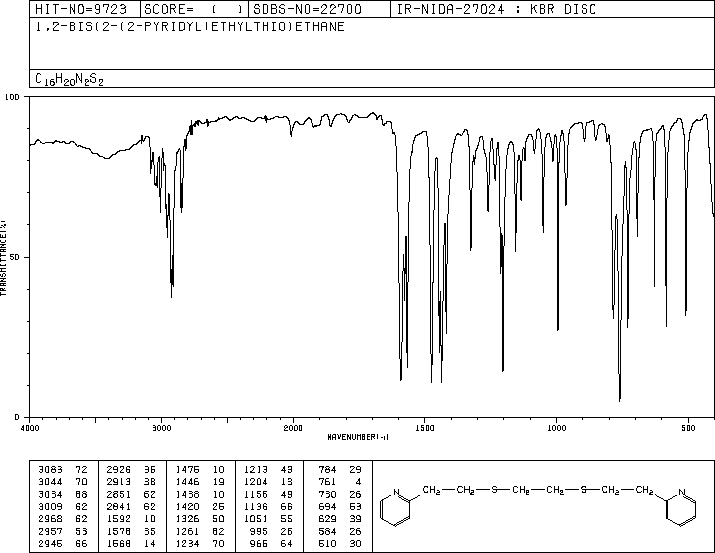 HIT-NO=9723 SCORE= ( ) SDBS-NO=22700 IR-NIDA-27024 : KBR DISC
1,2-BIS(2-(2-PYRIDYL)ETHYLTHIO)ETHANE
C16H20N2S2
100
50
0
TRANSMITTANCE(%)
4000 3000 2000 1500 1000 500
WAVENUMBER(-1)
3083 72 2926 36 1476 10 1213 43 784 29
3044 70 2913 38 1446 19 1204 13 761 4
3034 68 2851 62 1438 10 1156 49 730 26
3009 62 2841 62 1420 25 1136 66 694 53
2968 62 1592 10 1326 50 1051 55 629 39
2957 53 1578 35 1261 62 995 26 584 26
2945 66 1568 14 1234 70 966 64 510 30
N CH2-CH2-S-CH2-CH2-S-CH2-CH2 N